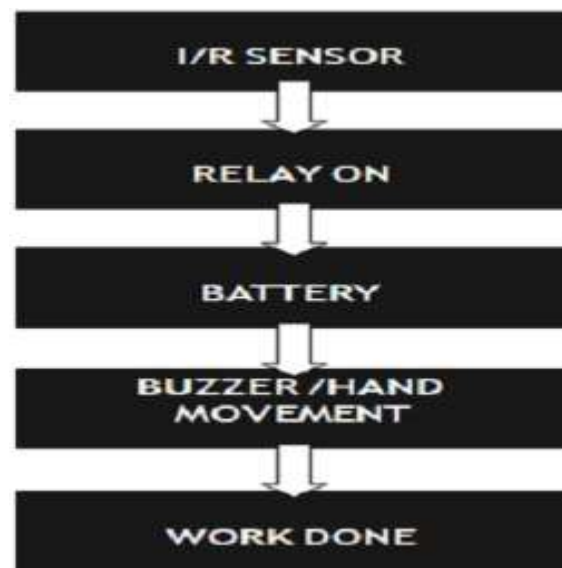 I/R SENSOR
RELAY ON
BATTERY
BUZZER /HAND
MOVEMENT
WORK DONE